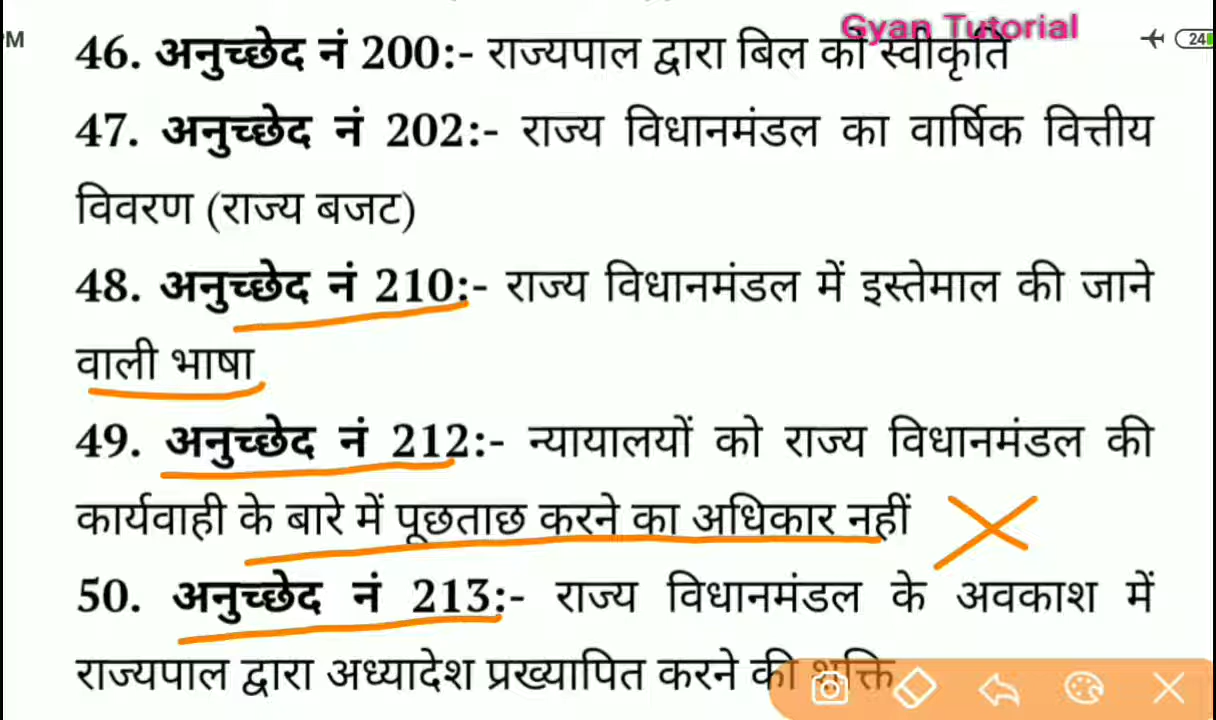 Gyan Tutorial
PM
24
46. अनुच्छेद नं 200:- राज्यपाल द्वारा बिल को स्वीकृति
47. अनुच्छेद नं 202:- राज्य विधानमंडल का वार्षिक वित्तीय
विवरण (राज्य बजट)
48. अनुच्छेद नं 210:- राज्य विधानमंडल में इस्तेमाल की जाने
वाली भाषा
49. अनुच्छेद नं 212:- न्यायालयों को राज्य विधानमंडल की
कार्यवाही के बारे में पूछताछ करने का अधिकार नहीं
50. अनुच्छेद नं 213:- राज्य विधानमंडल के अवकाश में
राज्यपाल द्वारा अध्यादेश प्रख्यापित करने की शक्ति